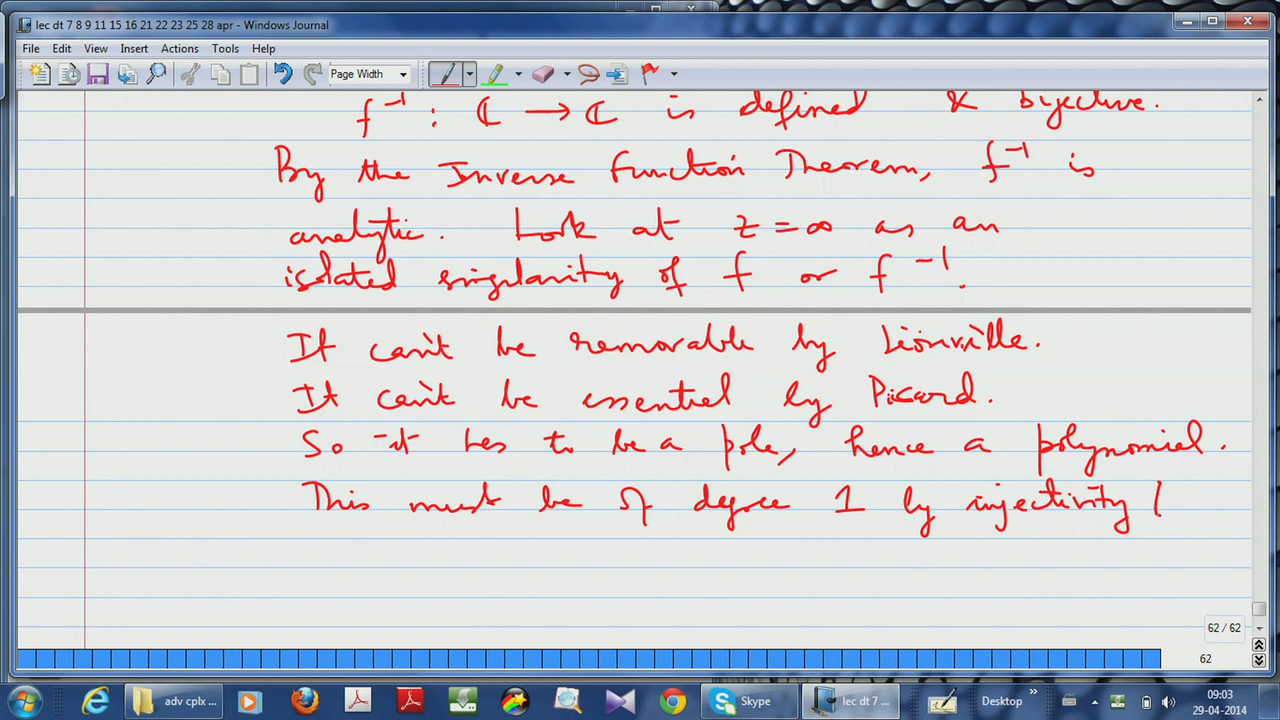 lec dt 7 8 9 11 15 16 21 22 23 25 28 apr - Windows Journal
File Edit View Insert Actions Tools Help
Page Width
f⁻¹ : ℂ → ℂ is defined & bijective.
By the Inverse Function Theorem, f⁻¹ is
analytic. Look at z = ∞ as an
isolated singularity of f or f⁻¹.
It can't be removable by Liouville.
It can't be essential by Picard.
So it has to be a pole, hence a polynomial.
This must be of degree 1 by injectivity (
62 / 62
62
adv cplx ...
Skype
lec dt 7 ...
Desktop
09:03
29-04-2014